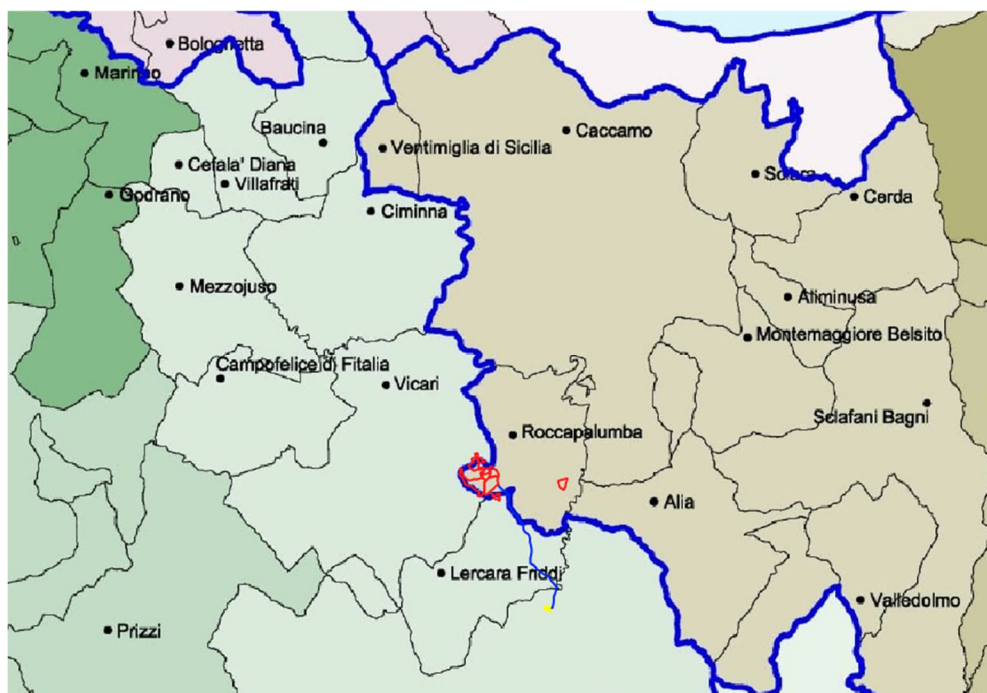 Bolognetta
Marineo
Caccamo
Baucina
Ventimiglia di Sicilia
Cefala' Diana
Sciara
Villafrati
Godrano
Cerda
Ciminna
Mezzojuso
Aliminusa
Montemaggiore Belsito
Campofelice di Fitalia
Vicari
Sclafani Bagni
Roccapalumba
Alia
Lercara Friddi
Valledolmo
Prizzi